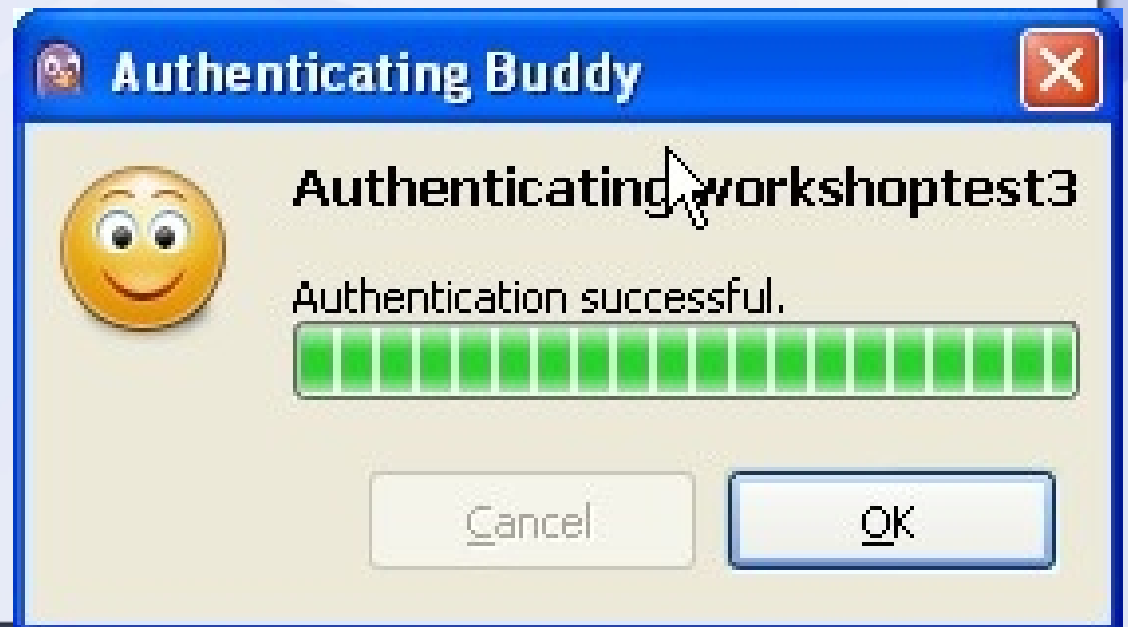 Authenticating Buddy
Authenticating workshoptest3
Authentication successful.
Cancel
OK